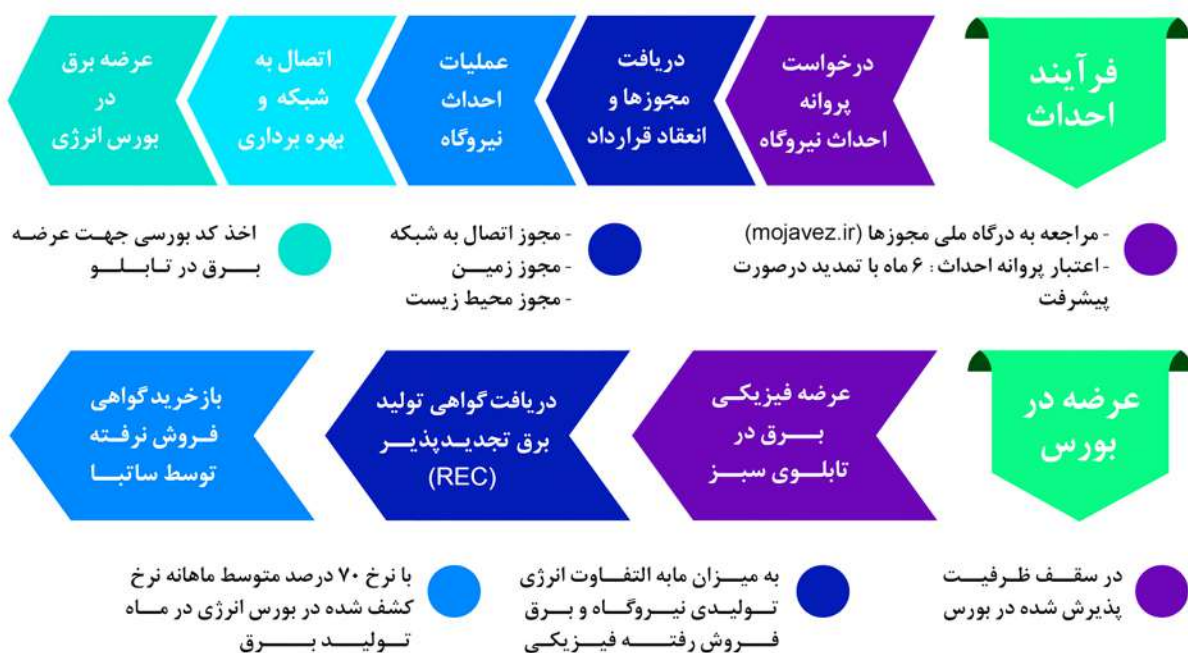 فرآیند
احداث
درخواست
پروانه
احداث نیروگاه
دریافت
مجوزها و
انعقاد قرارداد
عملیات
احداث
نیروگاه
اتصال به
شبکه و
بهره برداری
عرضه برق
در
بورس انرژی
- مراجعه به درگاه ملی مجوزها (mojavez.ir)
- اعتبار پروانه احداث : ۶ ماه با تمدید درصورت
پیشرفت
- مجوز اتصال به شبکه
- مجوز زمین
- مجوز محیط زیست
اخذ کد بورسی جهت عرضه
برق در تابلو
عرضه در
بورس
عرضه فیزیکی
برق در
تابلوی سبز
دریافت گواهی تولید
برق تجدیدپذیر
(REC)
بازخرید گواهی
فروش نرفته
توسط ساتبا
در سقف ظرفیت
پذیرش شده در بورس
به میزان مابه التفاوت انرژی
تولیدی نیروگاه و برق
فروش رفته فیزیکی
با نرخ ۷۰ درصد متوسط ماهانه نرخ
کشف شده در بورس انرژی در ماه
تولید برق